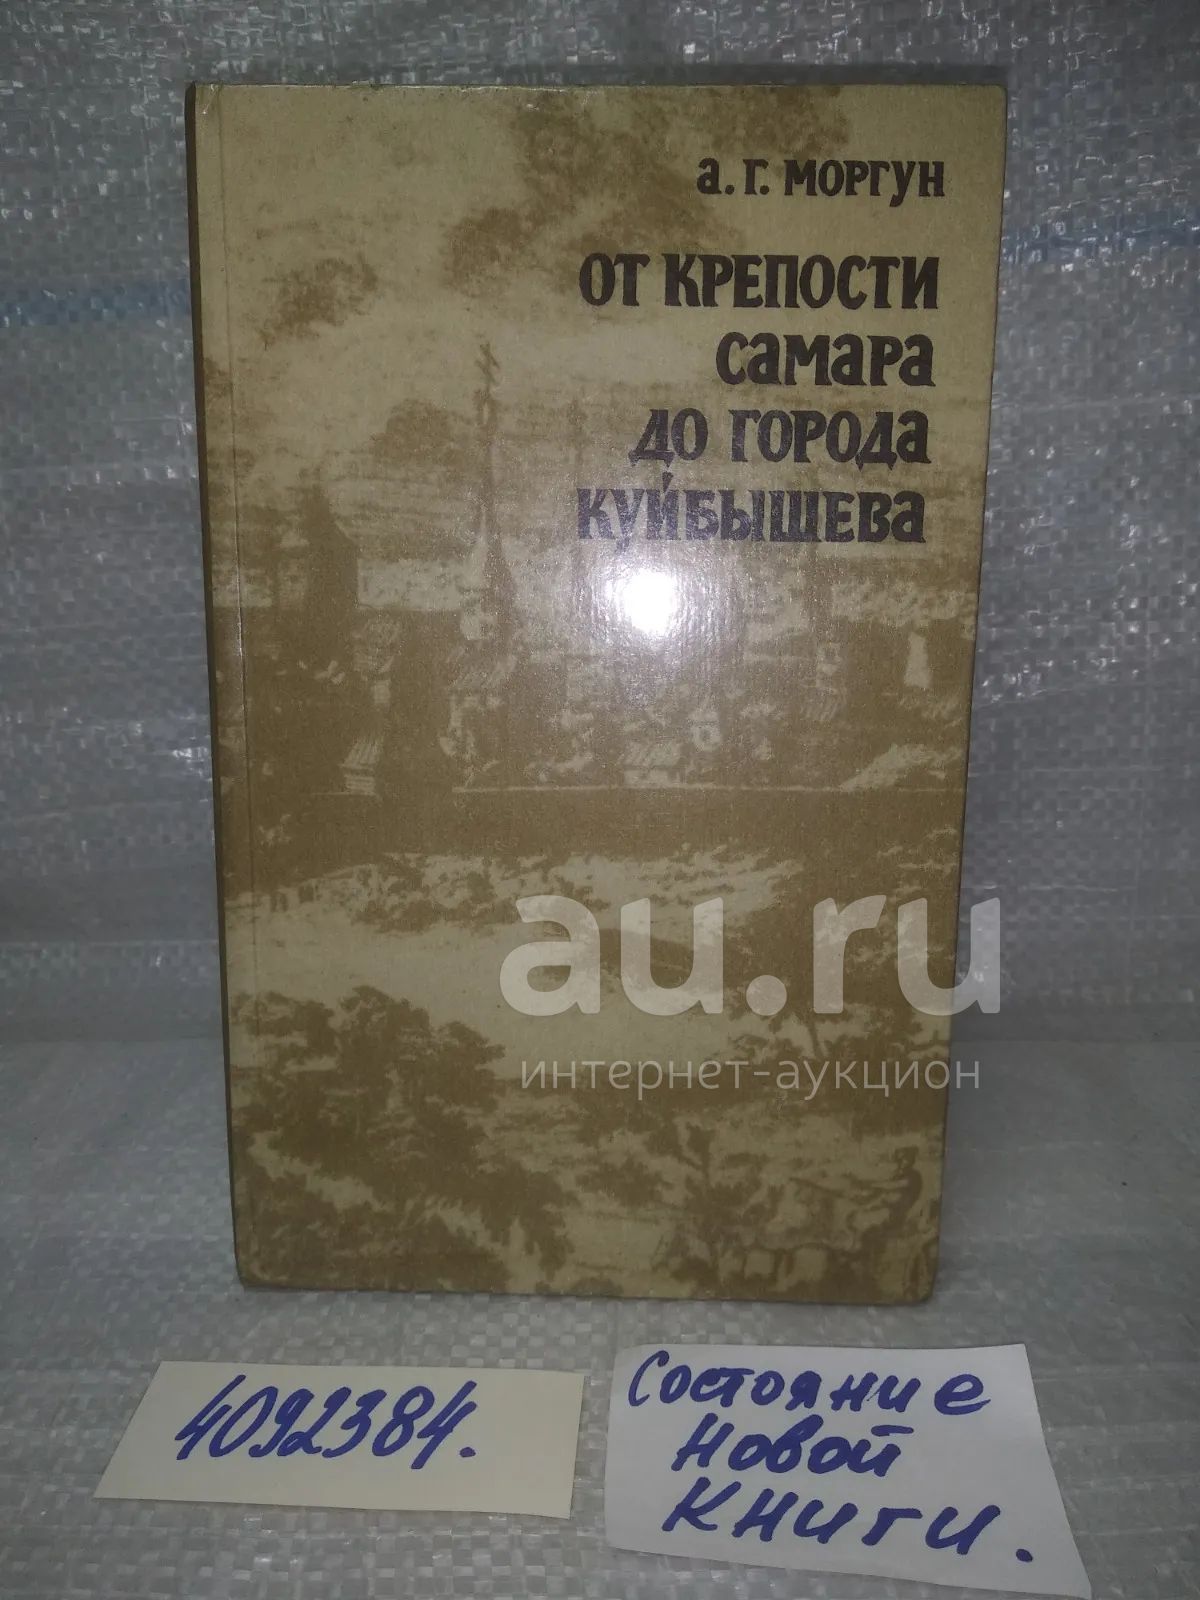 А. Г. МОРГУН
ОТ КРЕПОСТИ
САМАРА
ДО ГОРОДА
КУЙБЫШЕВА
au.ru
интернет-аукцион
4092384.
Состояние
Новой
Книги.